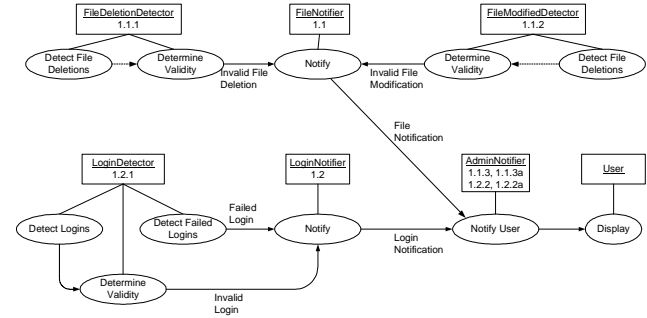 FileDeletionDetector
1.1.1
FileNotifier
1.1
FileModifiedDetector
1.1.2
Detect File
Deletions
Determine
Validity
Invalid File
Deletion
Notify
Invalid File
Modification
Determine
Validity
Detect File
Deletions
File
Notification
LoginDetector
1.2.1
LoginNotifier
1.2
AdminNotifier
1.1.3, 1.1.3a
1.2.2, 1.2.2a
User
Detect Logins
Detect Failed
Logins
Failed
Login
Notify
Login
Notification
Notify User
Display
Determine
Validity
Invalid
Login